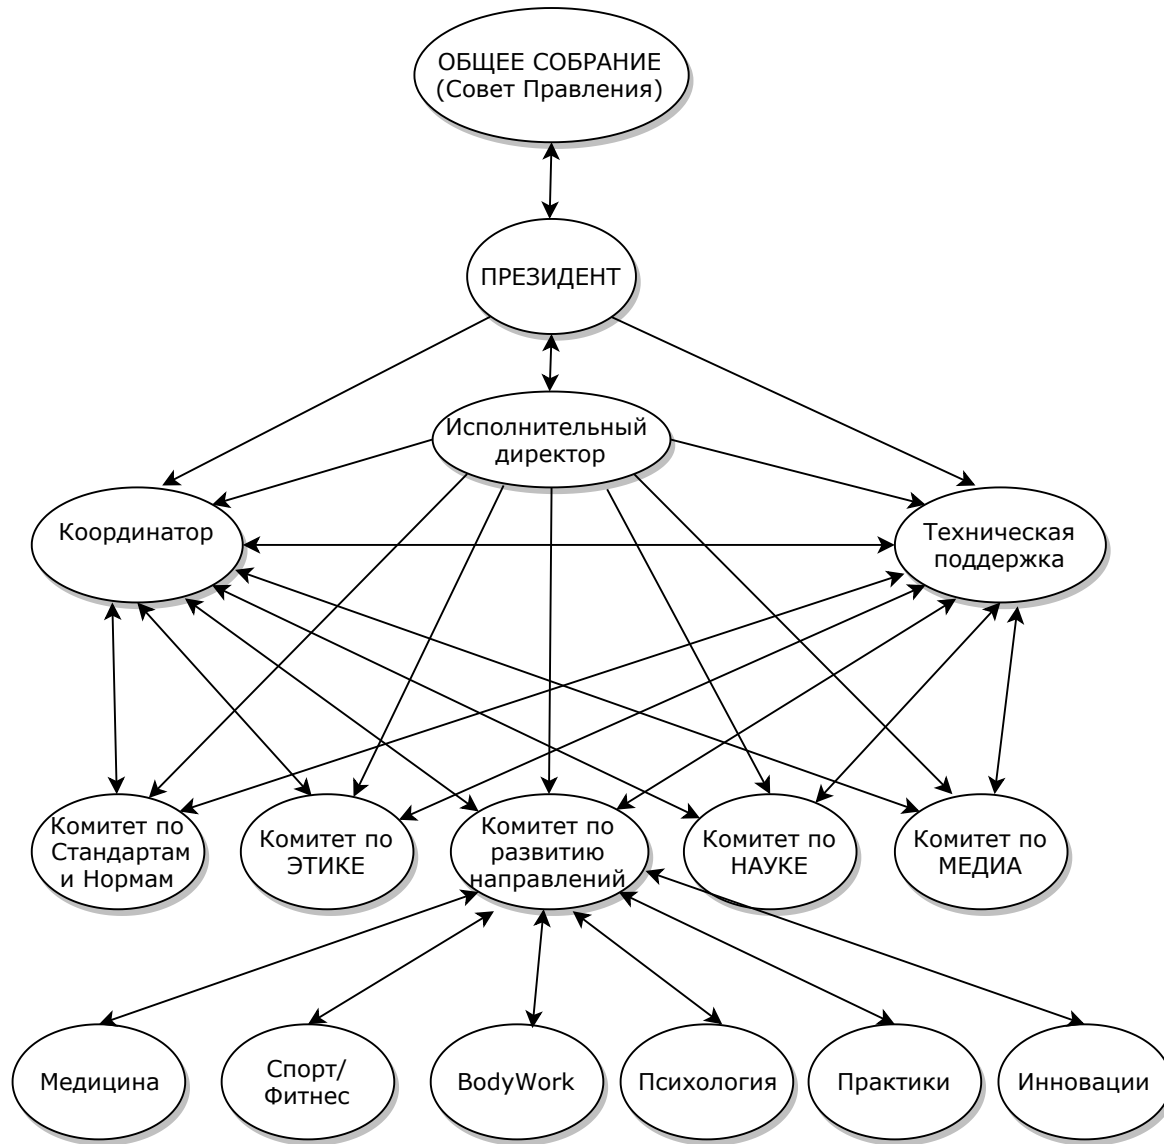 ОБЩЕЕ СОБРАНИЕ
(Совет Правления)
ПРЕЗИДЕНТ
Исполнительный
директор
Координатор
Техническая
поддержка
Комитет по
Стандартам
и Нормам
Комитет по
ЭТИКЕ
Комитет по
развитию
направлений
Комитет по
НАУКЕ
Комитет по
МЕДИА
Медицина
Спорт/
Фитнес
BodyWork
Психология
Практики
Инновации